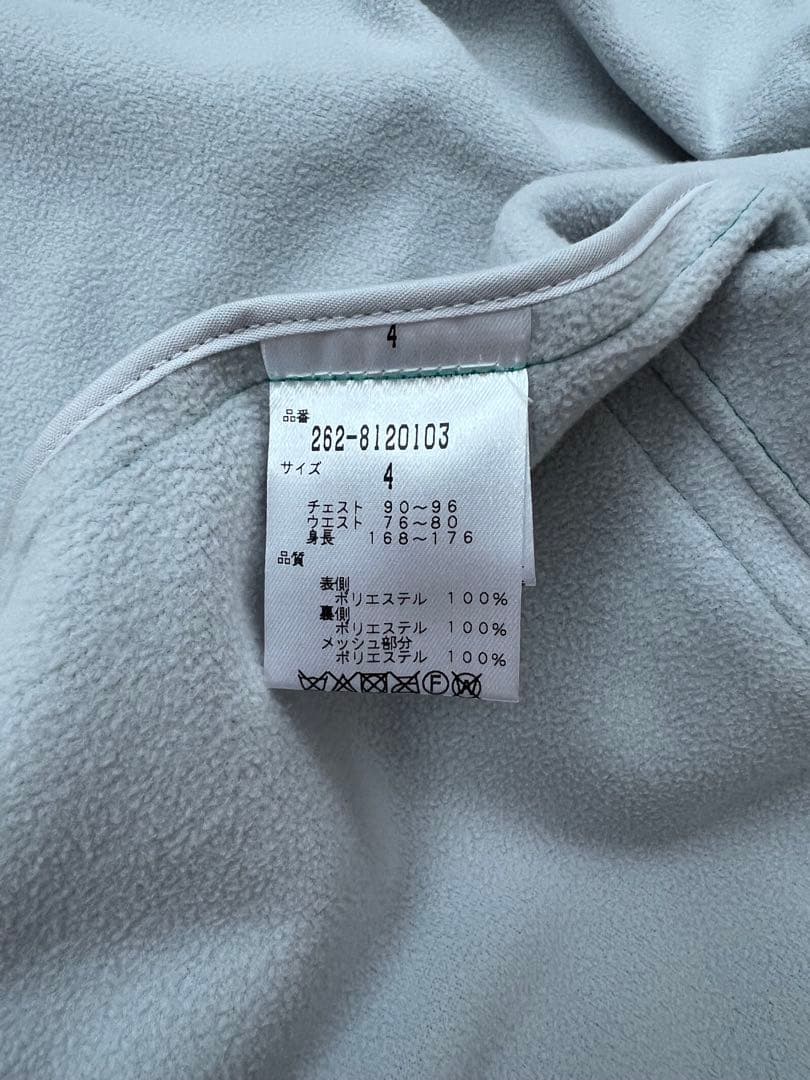 4
品番
262-8120103
サイズ
4
チェスト 90～96
ウエスト 76～80
身長 168～176
品質
表側
ポリエステル 100%
裏側
ポリエステル 100%
メッシュ部分
ポリエステル 100%
F W